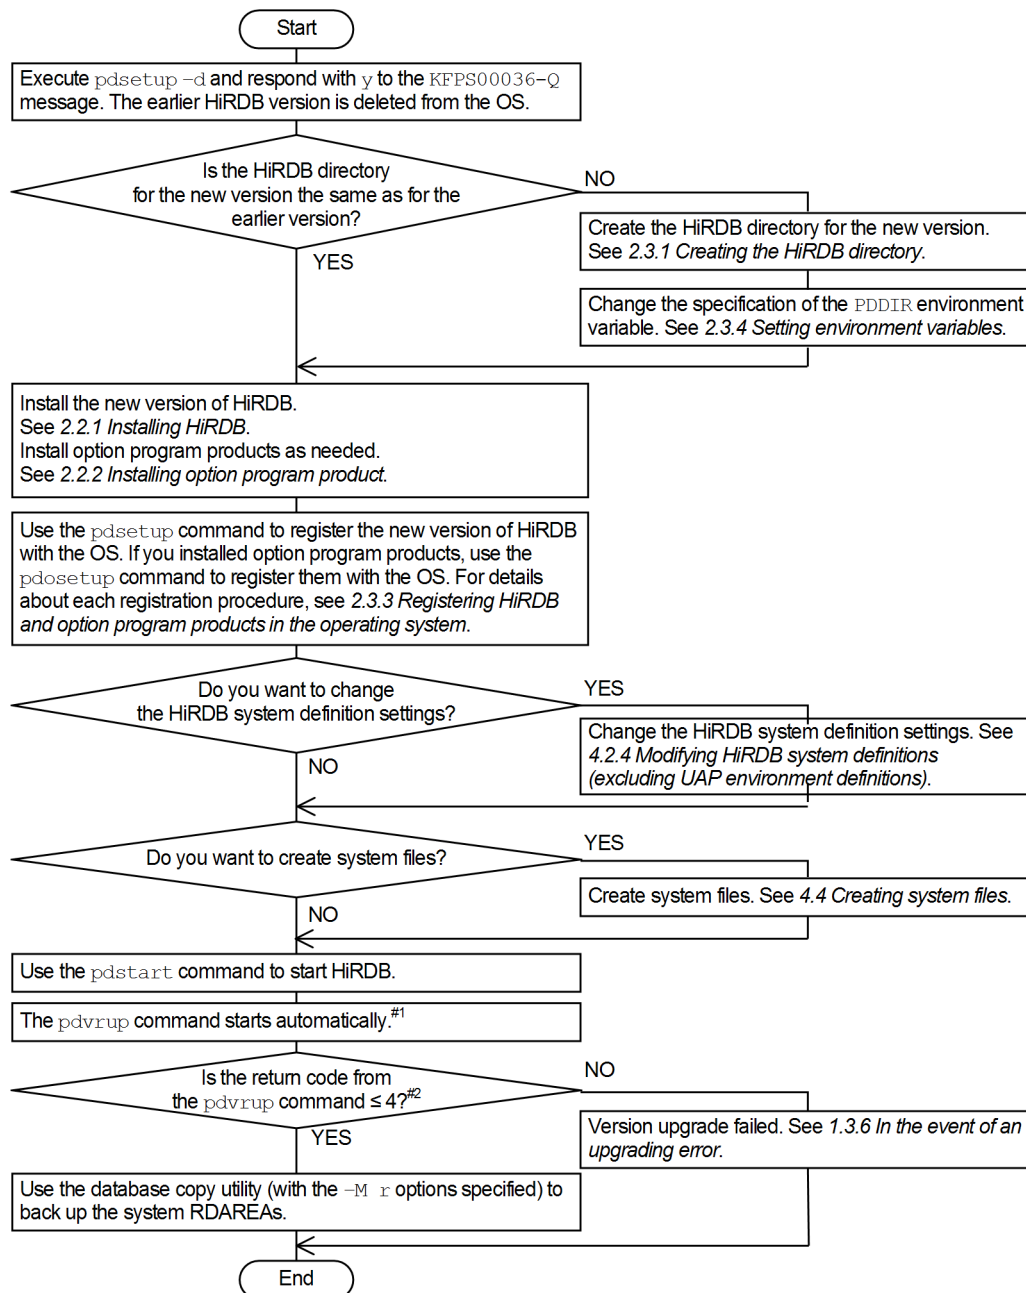 Start
Execute pdsetup –d and respond with y to the KFPS00036-Q
message. The earlier HiRDB version is deleted from the OS.
Is the HiRDB directory
for the new version the same as for the
earlier version?
NO
YES
Create the HiRDB directory for the new version.
See 2.3.1 Creating the HiRDB directory.
Change the specification of the PDDIR environment
variable. See 2.3.4 Setting environment variables.
Install the new version of HiRDB.
See 2.2.1 Installing HiRDB.
Install option program products as needed.
See 2.2.2 Installing option program product.
Use the pdsetup command to register the new version of HiRDB
with the OS. If you installed option program products, use the
pdosetup command to register them with the OS. For details
about each registration procedure, see 2.3.3 Registering HiRDB
and option program products in the operating system.
Do you want to change
the HiRDB system definition settings?
YES
NO
Change the HiRDB system definition settings. See
4.2.4 Modifying HiRDB system definitions
(excluding UAP environment definitions).
Do you want to create system files?
YES
NO
Create system files. See 4.4 Creating system files.
Use the pdstart command to start HiRDB.
The pdvrup command starts automatically.#1
Is the return code from
the pdvrup command ≤ 4?#2
NO
YES
Version upgrade failed. See 1.3.6 In the event of an
upgrading error.
Use the database copy utility (with the –M r options specified) to
back up the system RDAREAs.
End